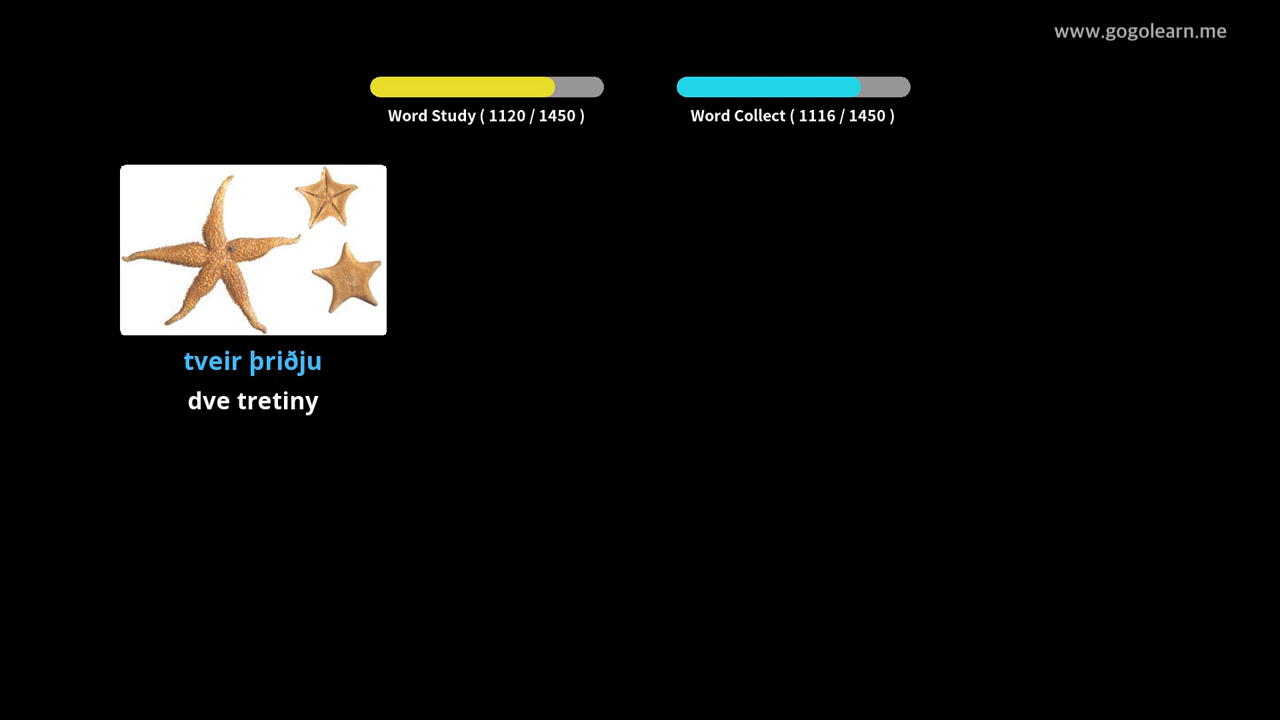 www.gogolearn.me
Word Study ( 1120 / 1450 )
Word Collect ( 1116 / 1450 )
tveir þriðju
dve tretiny